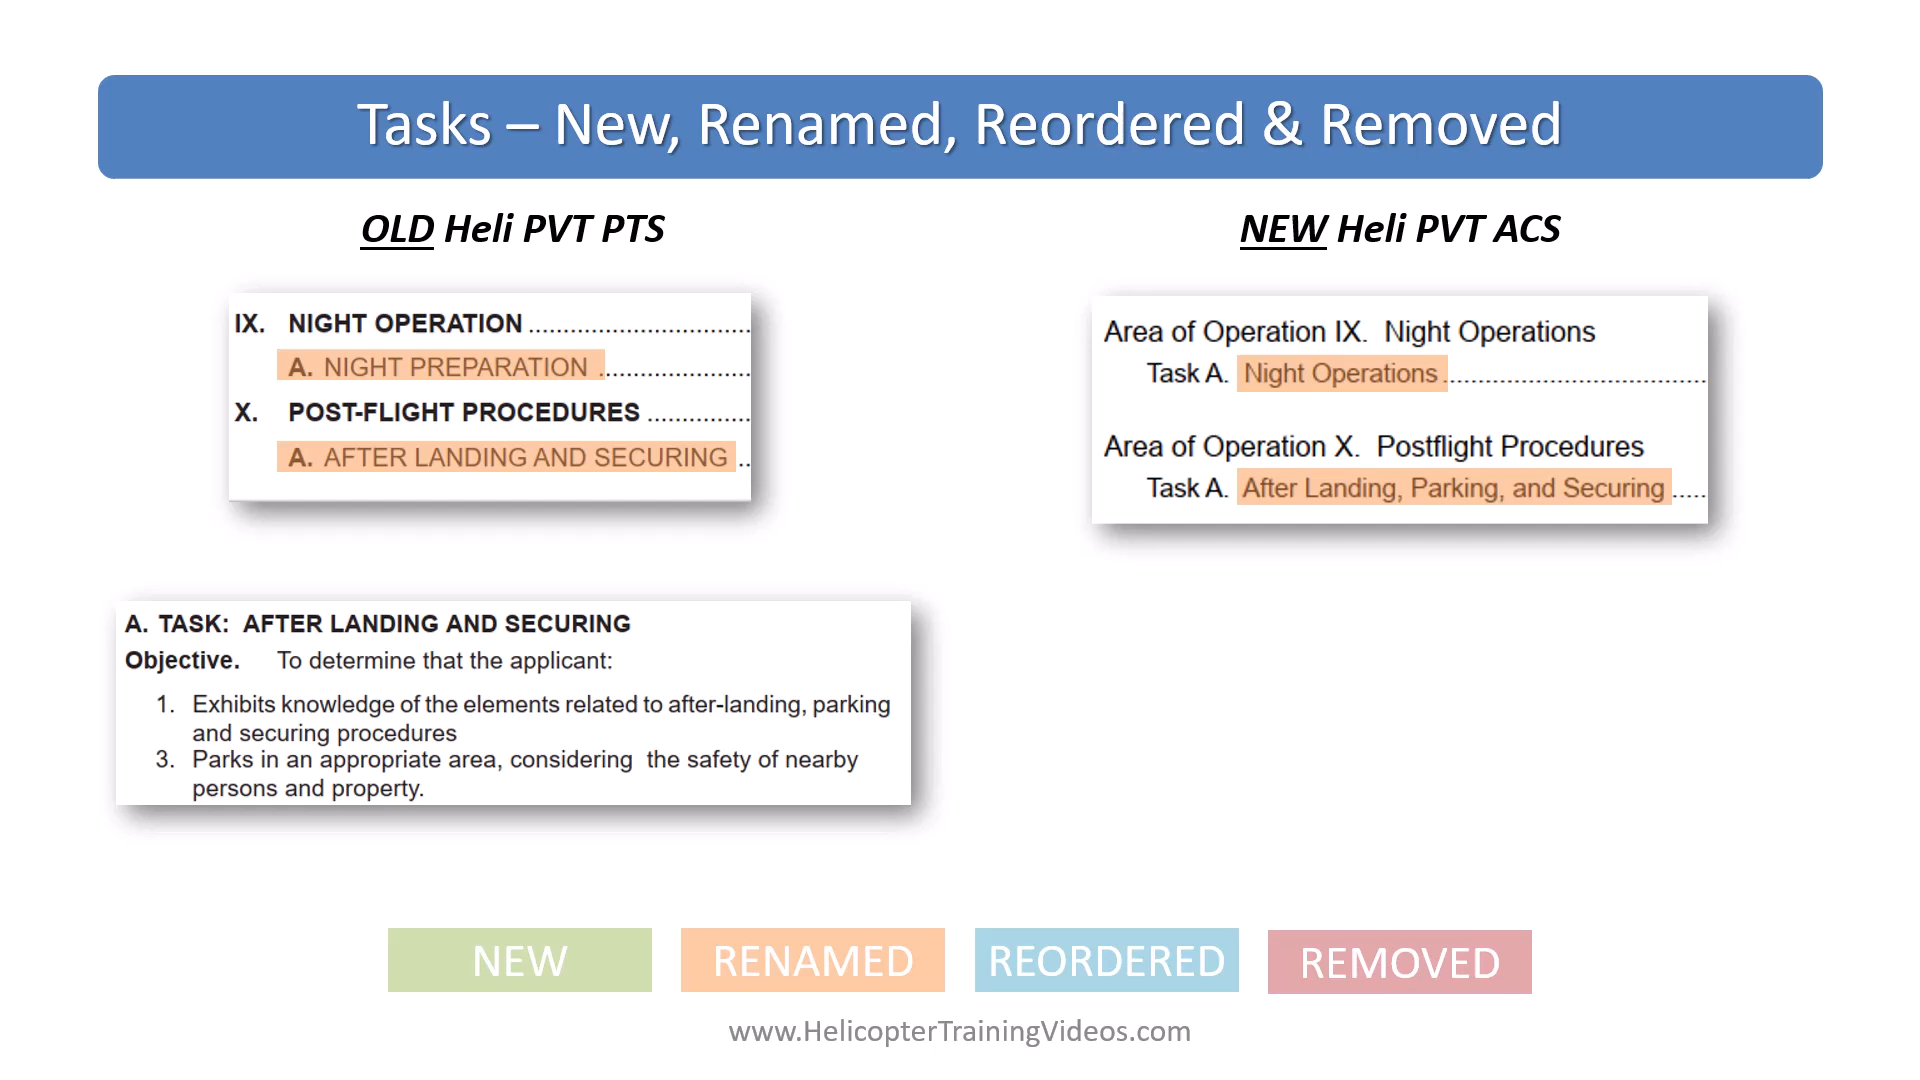 Tasks – New, Renamed, Reordered & Removed
OLD Heli PVT PTS
IX. NIGHT OPERATION ................................
A. NIGHT PREPARATION ......................
X. POST-FLIGHT PROCEDURES ...............
A. AFTER LANDING AND SECURING ..
NEW Heli PVT ACS
Area of Operation IX. Night Operations
Task A. Night Operations .....................................
Area of Operation X. Postflight Procedures
Task A. After Landing, Parking, and Securing .....
A. TASK: AFTER LANDING AND SECURING
Objective. To determine that the applicant:
1. Exhibits knowledge of the elements related to after-landing, parking
and securing procedures
3. Parks in an appropriate area, considering the safety of nearby
persons and property.
NEW
RENAMED
REORDERED
REMOVED
www.HelicopterTrainingVideos.com